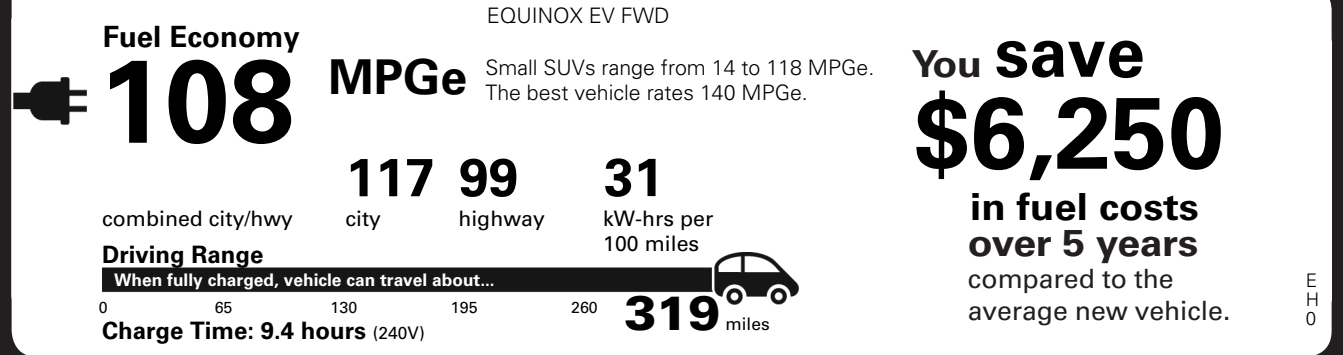 EQUINOX EV FWD
Fuel Economy
108 MPGe
Small SUVs range from 14 to 118 MPGe.
The best vehicle rates 140 MPGe.
117 99 31
combined city/hwy city highway kW-hrs per
100 miles
Driving Range
When fully charged, vehicle can travel about...
0 65 130 195 260 319 miles
Charge Time: 9.4 hours (240V)
You save
$6,250
in fuel costs
over 5 years
compared to the
average new vehicle.
E
H
0